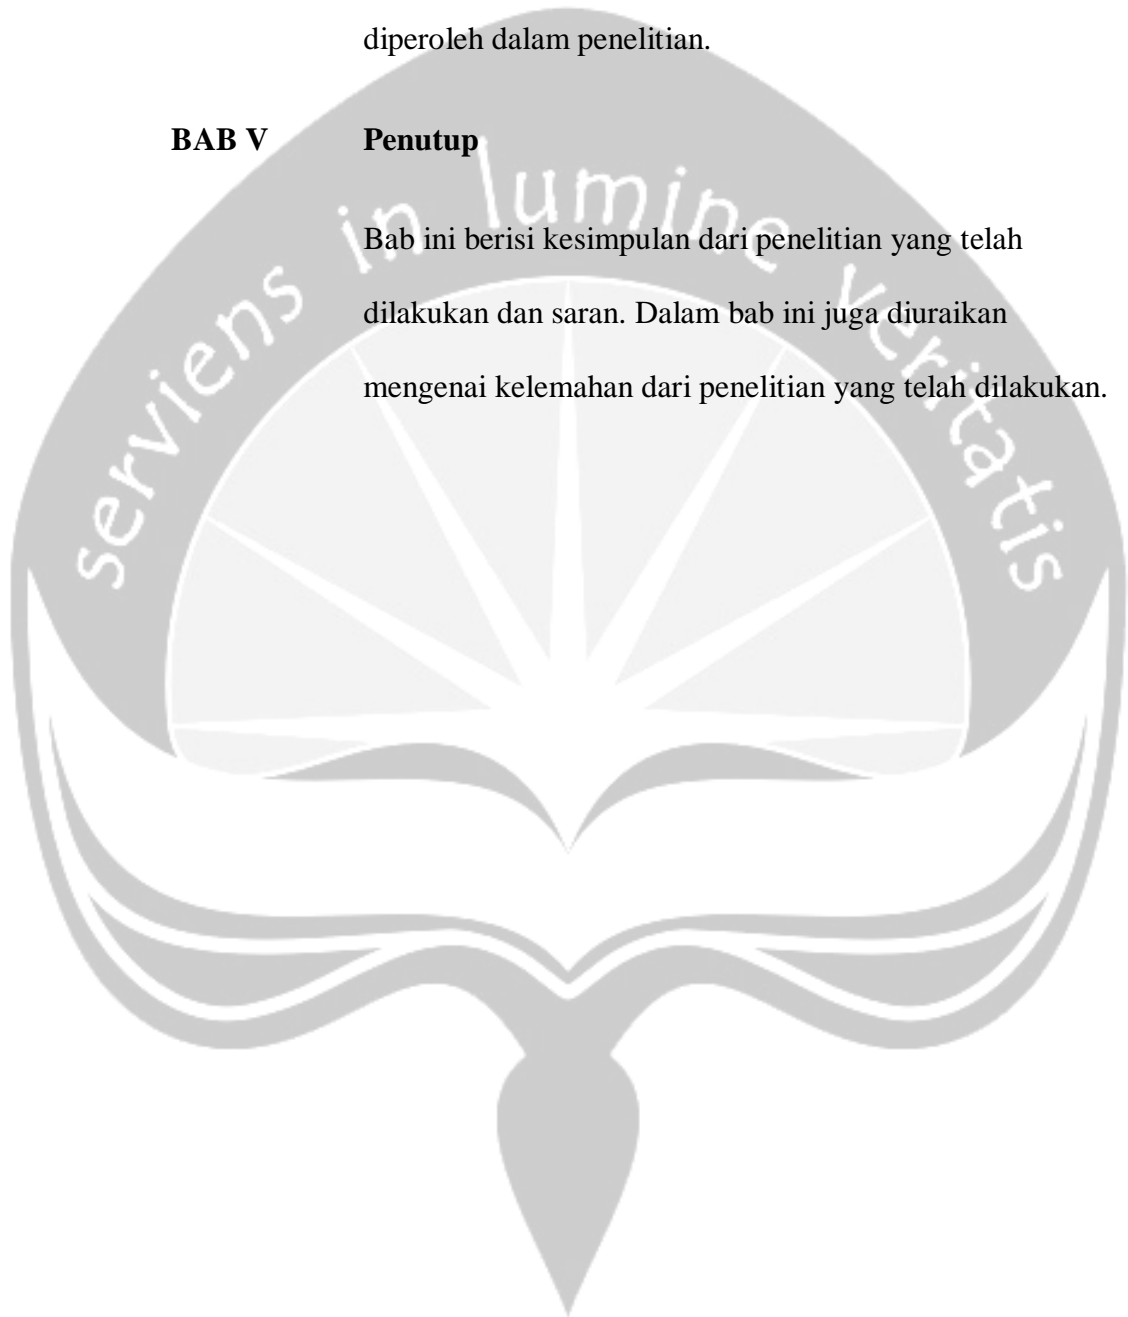 diperoleh dalam penelitian.
BAB V Penutup
serviens in lumine veritatis
Bab ini berisi kesimpulan dari penelitian yang telah
dilakukan dan saran. Dalam bab ini juga diuraikan
mengenai kelemahan dari penelitian yang telah dilakukan.